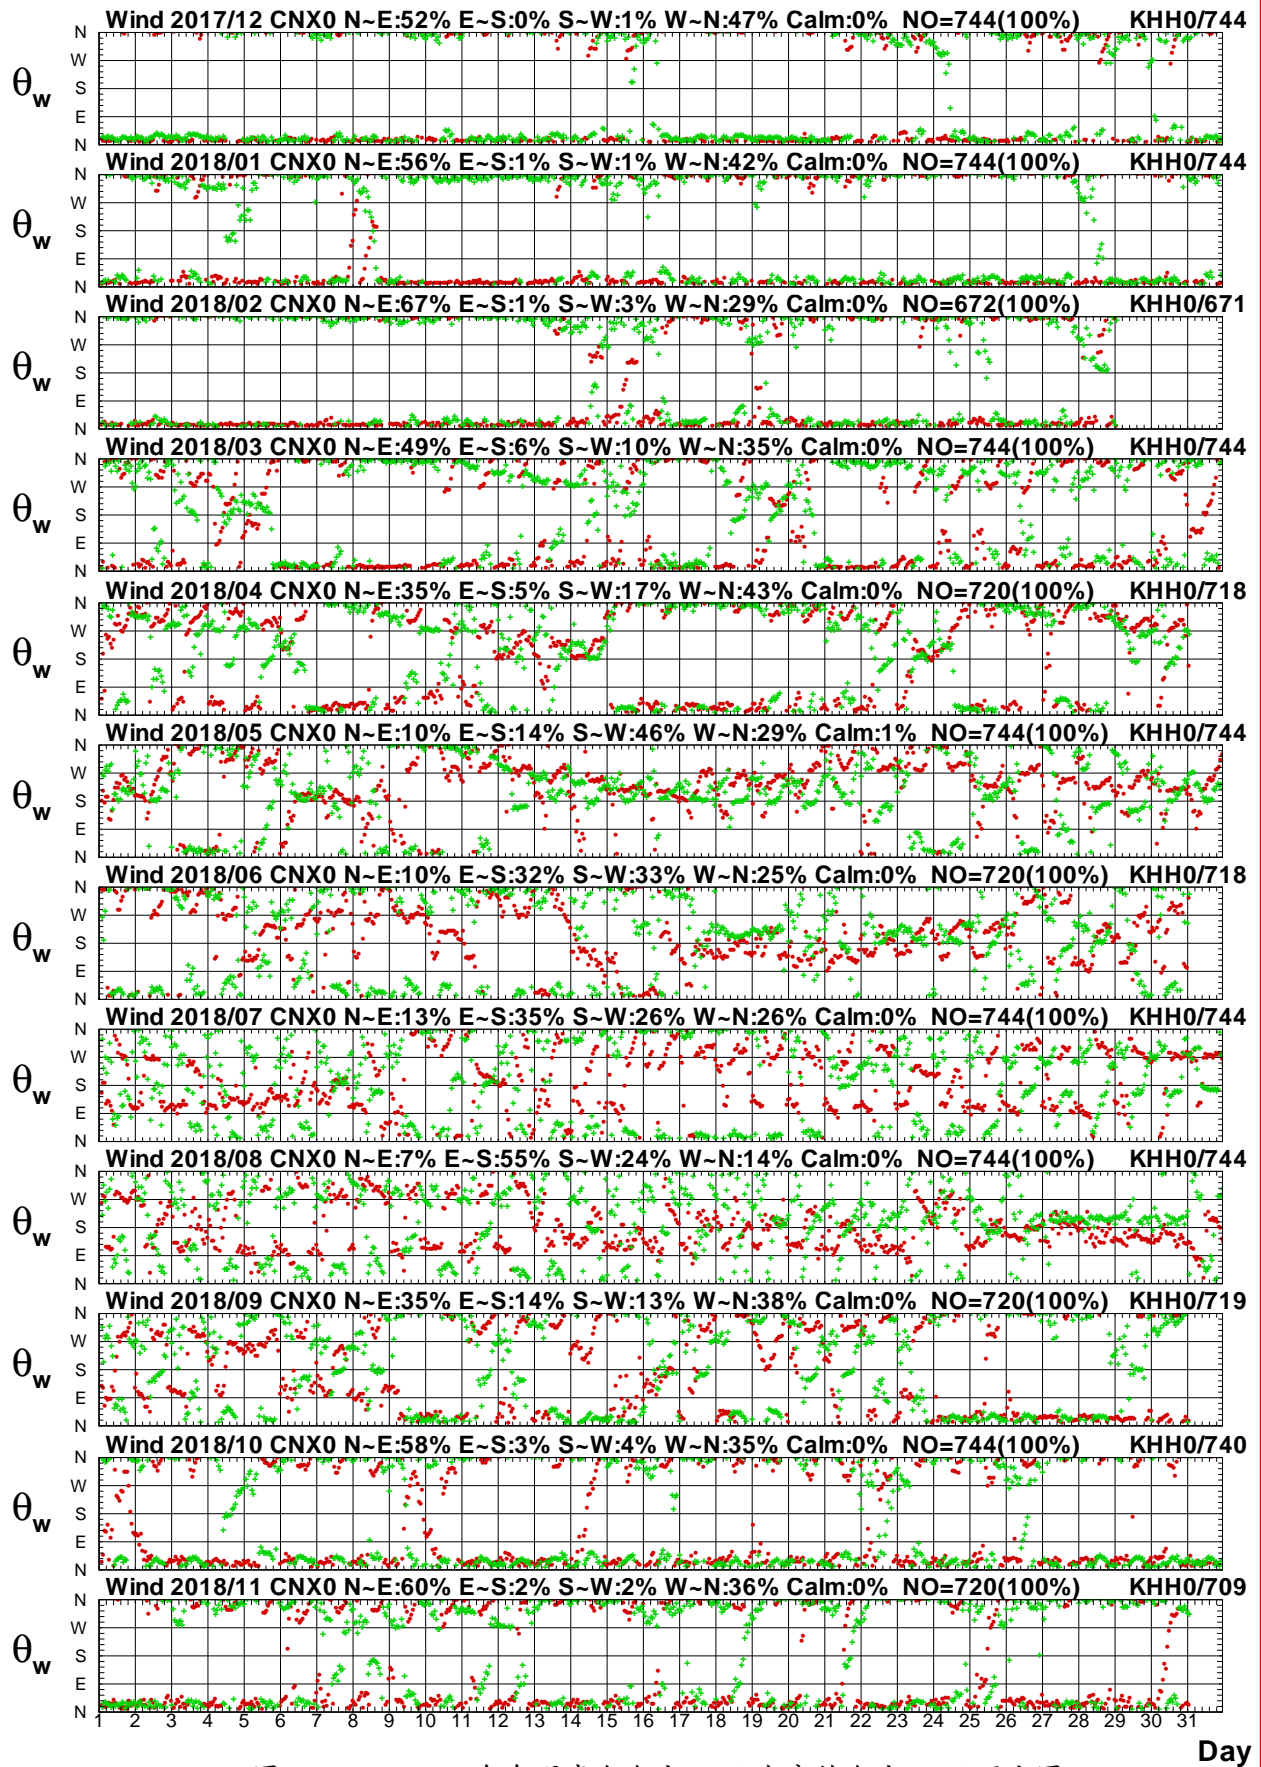 Wind 2017/12 CNX0 N~E:52% E~S:0% S~W:1% W~N:47% Calm:0% NO=744(100%) KHH0/744
N
W
S
E
N
θw
Wind 2018/01 CNX0 N~E:56% E~S:1% S~W:1% W~N:42% Calm:0% NO=744(100%) KHH0/744
N
W
S
E
N
θw
Wind 2018/02 CNX0 N~E:67% E~S:1% S~W:3% W~N:29% Calm:0% NO=672(100%) KHH0/671
N
W
S
E
N
θw
Wind 2018/03 CNX0 N~E:49% E~S:6% S~W:10% W~N:35% Calm:0% NO=744(100%) KHH0/744
N
W
S
E
N
θw
Wind 2018/04 CNX0 N~E:35% E~S:5% S~W:17% W~N:43% Calm:0% NO=720(100%) KHH0/718
N
W
S
E
N
θw
Wind 2018/05 CNX0 N~E:10% E~S:14% S~W:46% W~N:29% Calm:1% NO=744(100%) KHH0/744
N
W
S
E
N
θw
Wind 2018/06 CNX0 N~E:10% E~S:32% S~W:33% W~N:25% Calm:0% NO=720(100%) KHH0/718
N
W
S
E
N
θw
Wind 2018/07 CNX0 N~E:13% E~S:35% S~W:26% W~N:26% Calm:0% NO=744(100%) KHH0/744
N
W
S
E
N
θw
Wind 2018/08 CNX0 N~E:7% E~S:55% S~W:24% W~N:14% Calm:0% NO=744(100%) KHH0/744
N
W
S
E
N
θw
Wind 2018/09 CNX0 N~E:35% E~S:14% S~W:13% W~N:38% Calm:0% NO=720(100%) KHH0/719
N
W
S
E
N
θw
Wind 2018/10 CNX0 N~E:58% E~S:3% S~W:4% W~N:35% Calm:0% NO=744(100%) KHH0/740
N
W
S
E
N
θw
Wind 2018/11 CNX0 N~E:60% E~S:2% S~W:2% W~N:36% Calm:0% NO=720(100%) KHH0/709
N
W
S
E
N
θw
1 2 3 4 5 6 7 8 9 10 11 12 13 14 15 16 17 18 19 20 21 22 23 24 25 26 27 28 29 30 31
Day